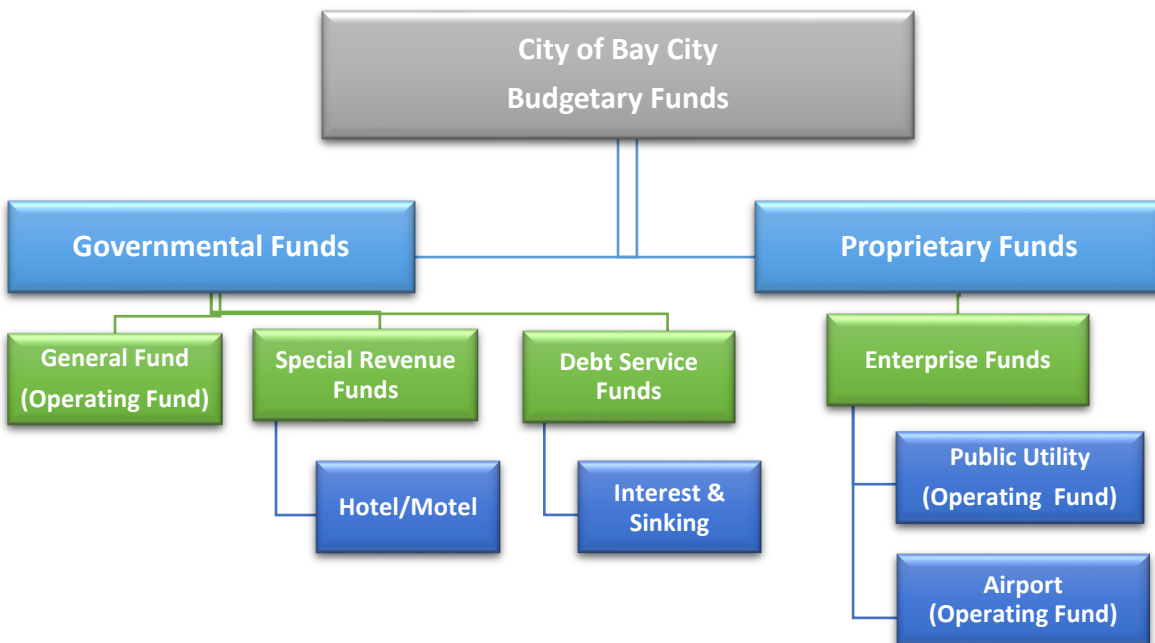 City of Bay City
Budgetary Funds
Governmental Funds
Proprietary Funds
General Fund
(Operating Fund)
Special Revenue
Funds
Debt Service
Funds
Enterprise Funds
Hotel/Motel
Interest &
Sinking
Public Utility
(Operating Fund)
Airport
(Operating Fund)